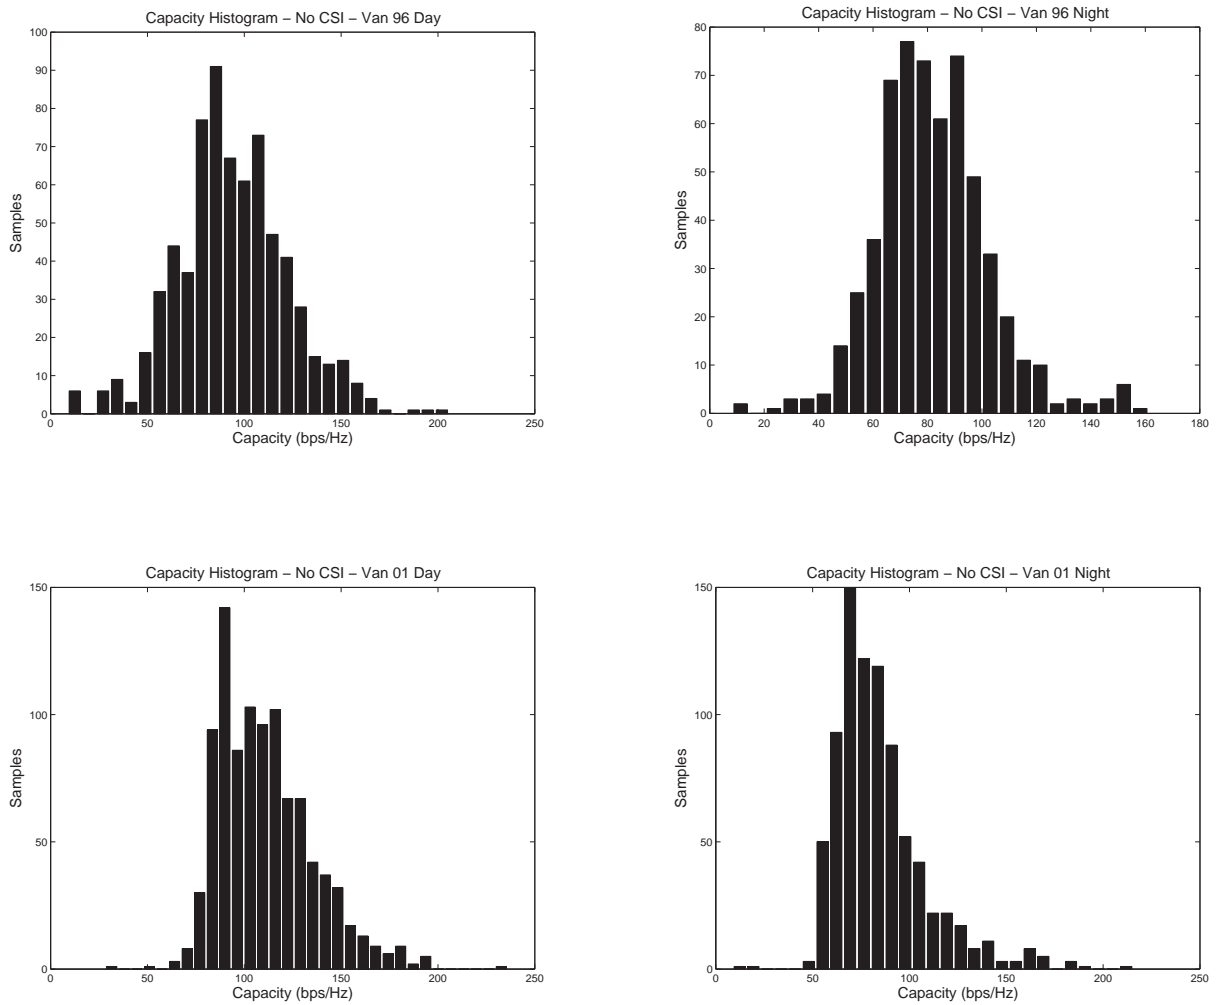 Capacity Histogram − No CSI − Van 96 Day
100
90
80
70
60
50
40
30
20
10
0
Samples
0 50 100 150 200 250
Capacity (bps/Hz)
Capacity Histogram − No CSI − Van 96 Night
80
70
60
50
40
30
20
10
0
Samples
0 20 40 60 80 100 120 140 160 180
Capacity (bps/Hz)
Capacity Histogram − No CSI − Van 01 Day
150
100
50
0
Samples
0 50 100 150 200 250
Capacity (bps/Hz)
Capacity Histogram − No CSI − Van 01 Night
150
100
50
0
Samples
0 50 100 150 200 250
Capacity (bps/Hz)